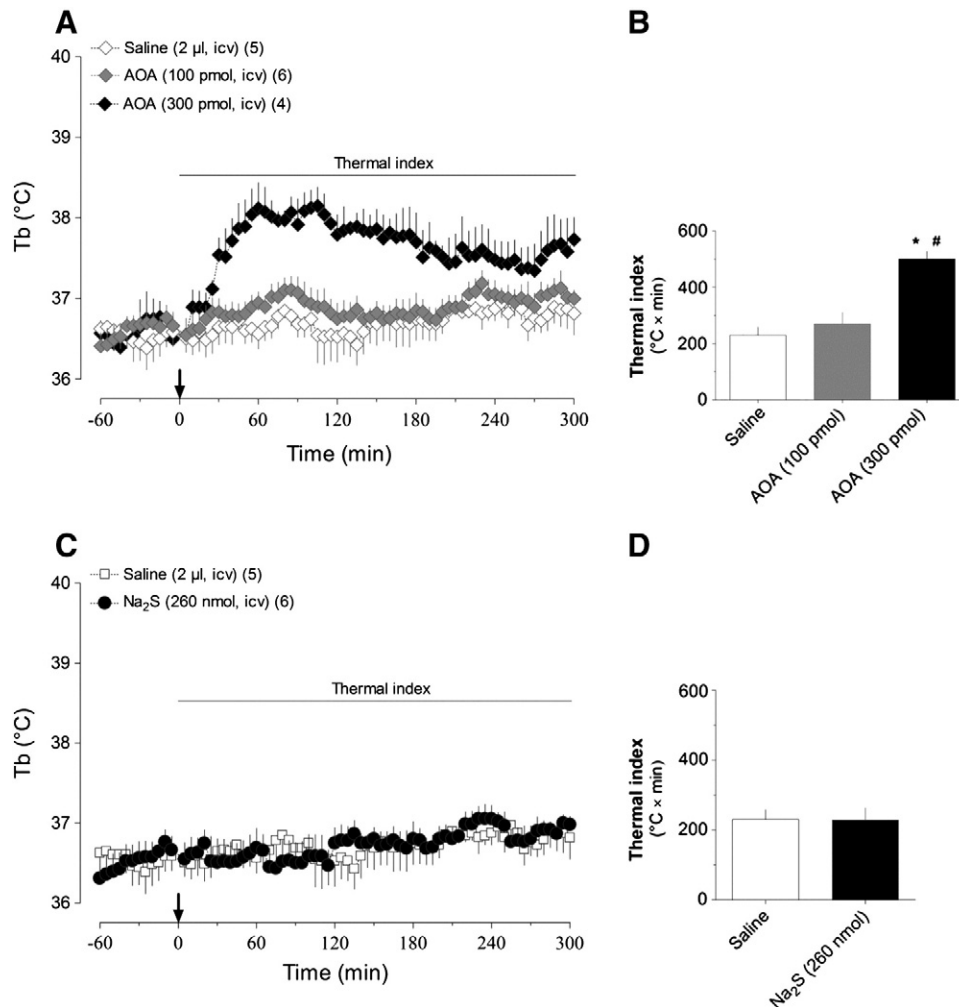 A
Saline (2 µl, icv) (5)
AOA (100 pmol, icv) (6)
AOA (300 pmol, icv) (4)
Thermal index
Tb (°C)
40
39
38
37
36
-60 0 60 120 180 240 300
Time (min)
B
Thermal index
(°C × min)
600
400
200
0
* #
Saline
AOA (100 pmol)
AOA (300 pmol)
C
Saline (2 µl, icv) (5)
Na₂S (260 nmol, icv) (6)
Thermal index
Tb (°C)
40
39
38
37
36
-60 0 60 120 180 240 300
Time (min)
D
Thermal index
(°C × min)
600
400
200
0
Saline
Na₂S (260 nmol)